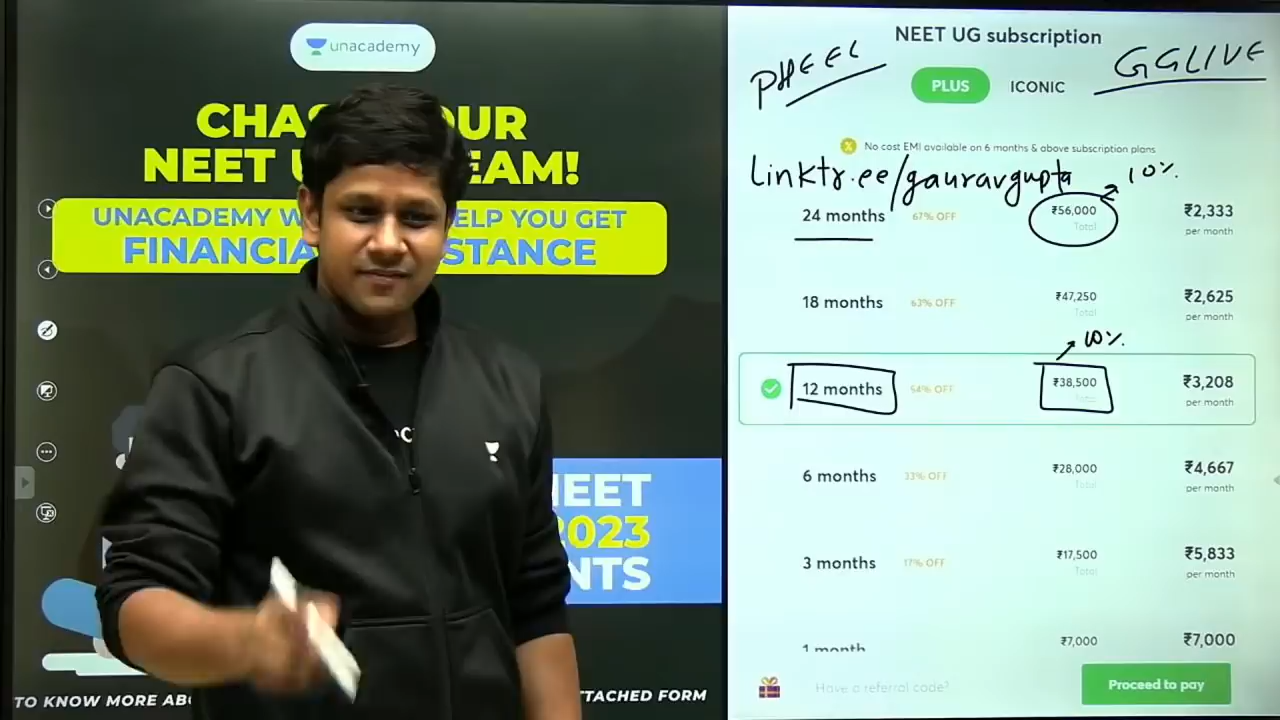 unacademy
CHA OUR
NEET U EAM!
UNACADEMY W ELP YOU GET
FINANCIA STANCE
NEET
2023
NTS
TO KNOW MORE ABO TTACHED FORM
NEET UG subscription
PHEEL
GGLIVE
PLUS ICONIC
No cost EMI available on 6 months & above subscription plans
Linktr.ee/gauravgupta
10%
24 months 67% OFF ₹56,000 ₹2,333
Total per month
18 months 63% OFF ₹47,250 ₹2,625
Total per month
10%
12 months 54% OFF ₹38,500 ₹3,208
Total per month
6 months 33% OFF ₹28,000 ₹4,667
Total per month
3 months 17% OFF ₹17,500 ₹5,833
Total per month
1 month ₹7,000 ₹7,000
Have a referral code? Proceed to pay